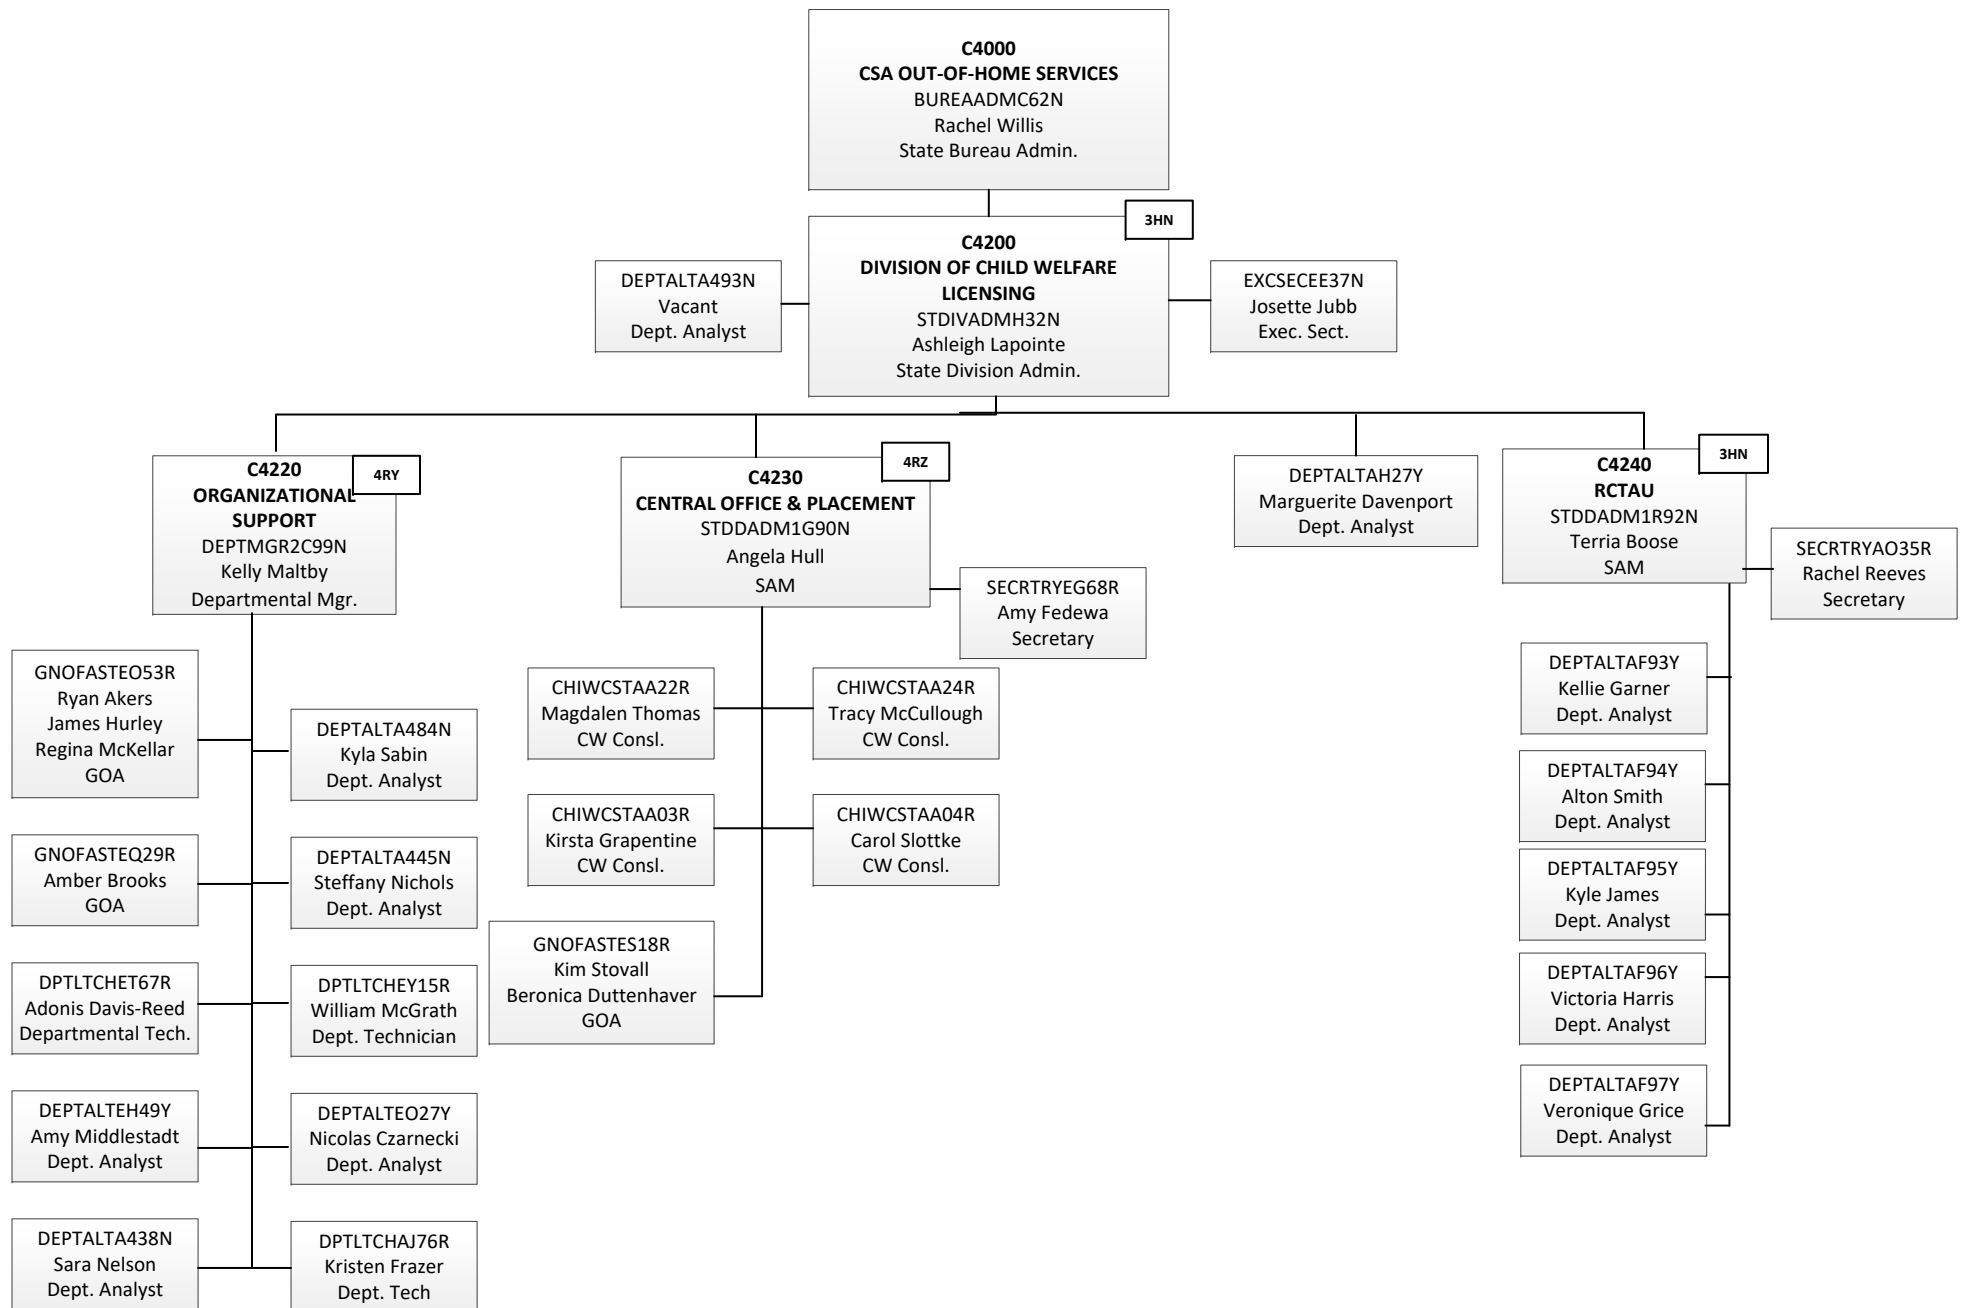 C4000
CSA OUT-OF-HOME SERVICES
BUREAADMC62N
Rachel Willis
State Bureau Admin.
3HN
C4200
DIVISION OF CHILD WELFARE
LICENSING
STDIVADMH32N
Ashleigh Lapointe
State Division Admin.
DEPTALTA493N
Vacant
Dept. Analyst
EXCSECEE37N
Josette Jubb
Exec. Sect.
4RY
C4220
ORGANIZATIONAL
SUPPORT
DEPTMGR2C99N
Kelly Maltby
Departmental Mgr.
4RZ
C4230
CENTRAL OFFICE & PLACEMENT
STDDADM1G90N
Angela Hull
SAM
DEPTALTAH27Y
Marguerite Davenport
Dept. Analyst
3HN
C4240
RCTAU
STDDADM1R92N
Terria Boose
SAM
SECRTRYAO35R
Rachel Reeves
Secretary
SECRTRYEG68R
Amy Fedewa
Secretary
GNOFASTEO53R
Ryan Akers
James Hurley
Regina McKellar
GOA
DEPTALTA484N
Kyla Sabin
Dept. Analyst
GNOFASTEQ29R
Amber Brooks
GOA
DEPTALTA445N
Steffany Nichols
Dept. Analyst
DPTLTCHET67R
Adonis Davis-Reed
Departmental Tech.
DPTLTCHEY15R
William McGrath
Dept. Technician
DEPTALTEH49Y
Amy Middlestadt
Dept. Analyst
DEPTALTEO27Y
Nicolas Czarnecki
Dept. Analyst
DEPTALTA438N
Sara Nelson
Dept. Analyst
DPTLTCHAJ76R
Kristen Frazer
Dept. Tech
CHIWCSTAA22R
Magdalen Thomas
CW Consl.
CHIWCSTAA24R
Tracy McCullough
CW Consl.
CHIWCSTAA03R
Kirsta Grapentine
CW Consl.
CHIWCSTAA04R
Carol Slottke
CW Consl.
GNOFASTES18R
Kim Stovall
Beronica Duttenhaver
GOA
DEPTALTAF93Y
Kellie Garner
Dept. Analyst
DEPTALTAF94Y
Alton Smith
Dept. Analyst
DEPTALTAF95Y
Kyle James
Dept. Analyst
DEPTALTAF96Y
Victoria Harris
Dept. Analyst
DEPTALTAF97Y
Veronique Grice
Dept. Analyst